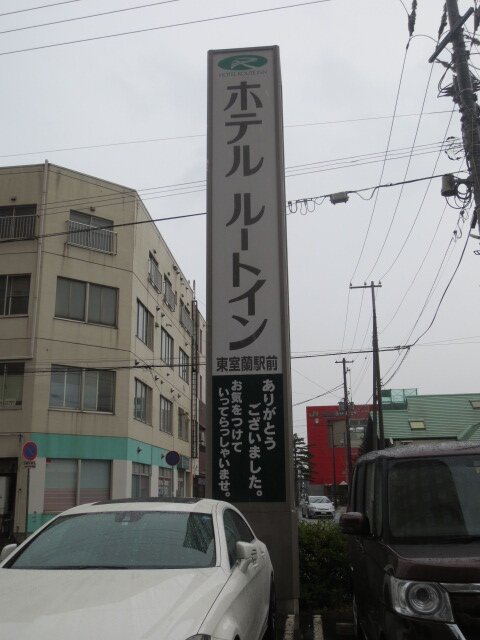 HOTEL ROUTE INN
ホテル ルートイン
東室蘭駅前
ありがとう
ございました。
お気をつけて
いってらっしゃいませ。